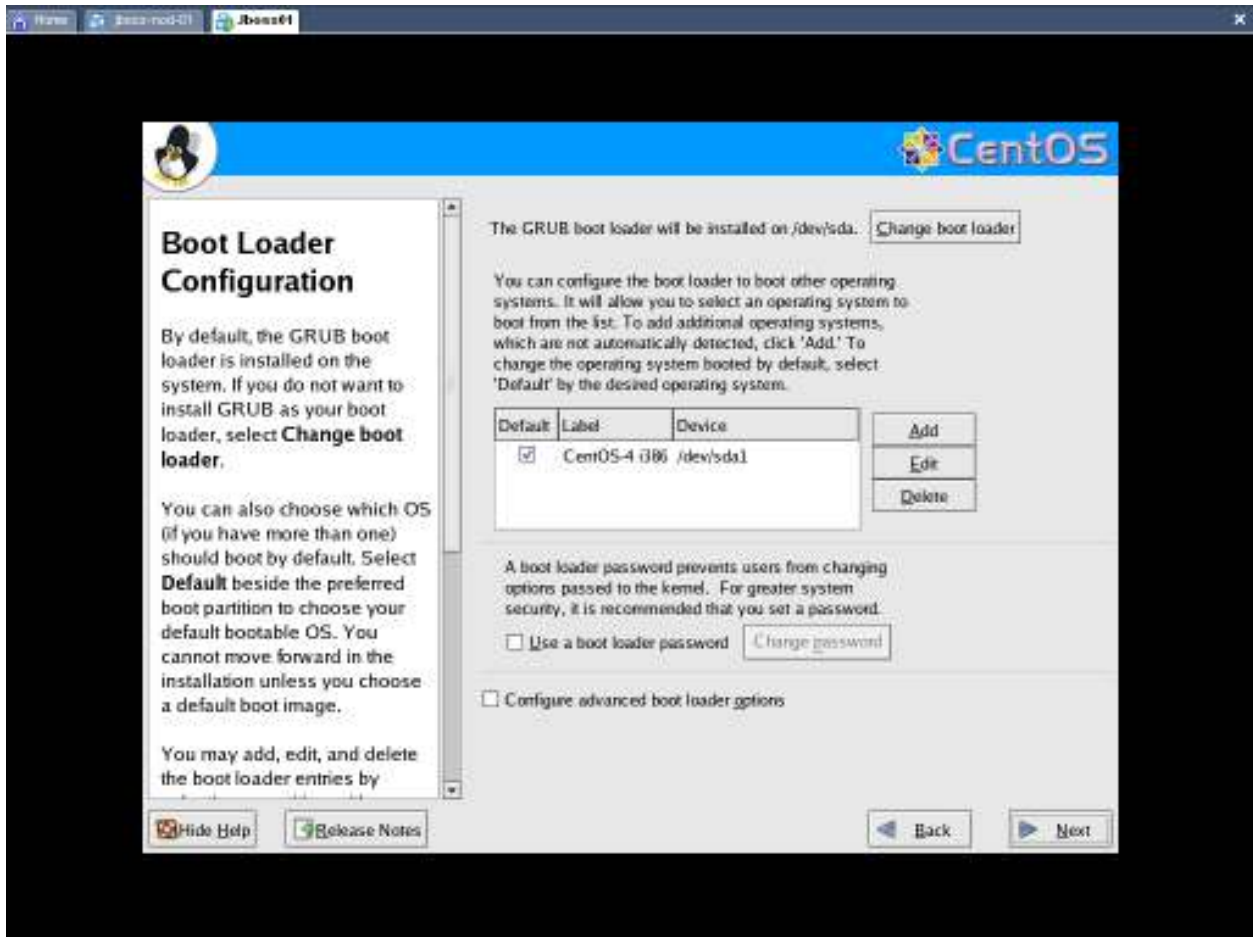 Home
Jboss01
CentOS
Boot Loader
Configuration
By default, the GRUB boot
loader is installed on the
system. If you do not want to
install GRUB as your boot
loader, select Change boot
loader.
You can also choose which OS
(if you have more than one)
should boot by default. Select
Default beside the preferred
boot partition to choose your
default bootable OS. You
cannot move forward in the
installation unless you choose
a default boot image.
You may add, edit, and delete
the boot loader entries by
The GRUB boot loader will be installed on /dev/sda. Change boot loader
You can configure the boot loader to boot other operating
systems. It will allow you to select an operating system to
boot from the list. To add additional operating systems,
which are not automatically detected, click 'Add.' To
change the operating system booted by default, select
'Default' by the desired operating system.
Default Label Device
CentOS-4 i386 /dev/sda1
Add
Edit
Delete
A boot loader password prevents users from changing
options passed to the kernel. For greater system
security, it is recommended that you set a password.
Use a boot loader password Change password
Configure advanced boot loader options
Hide Help Release Notes Back Next